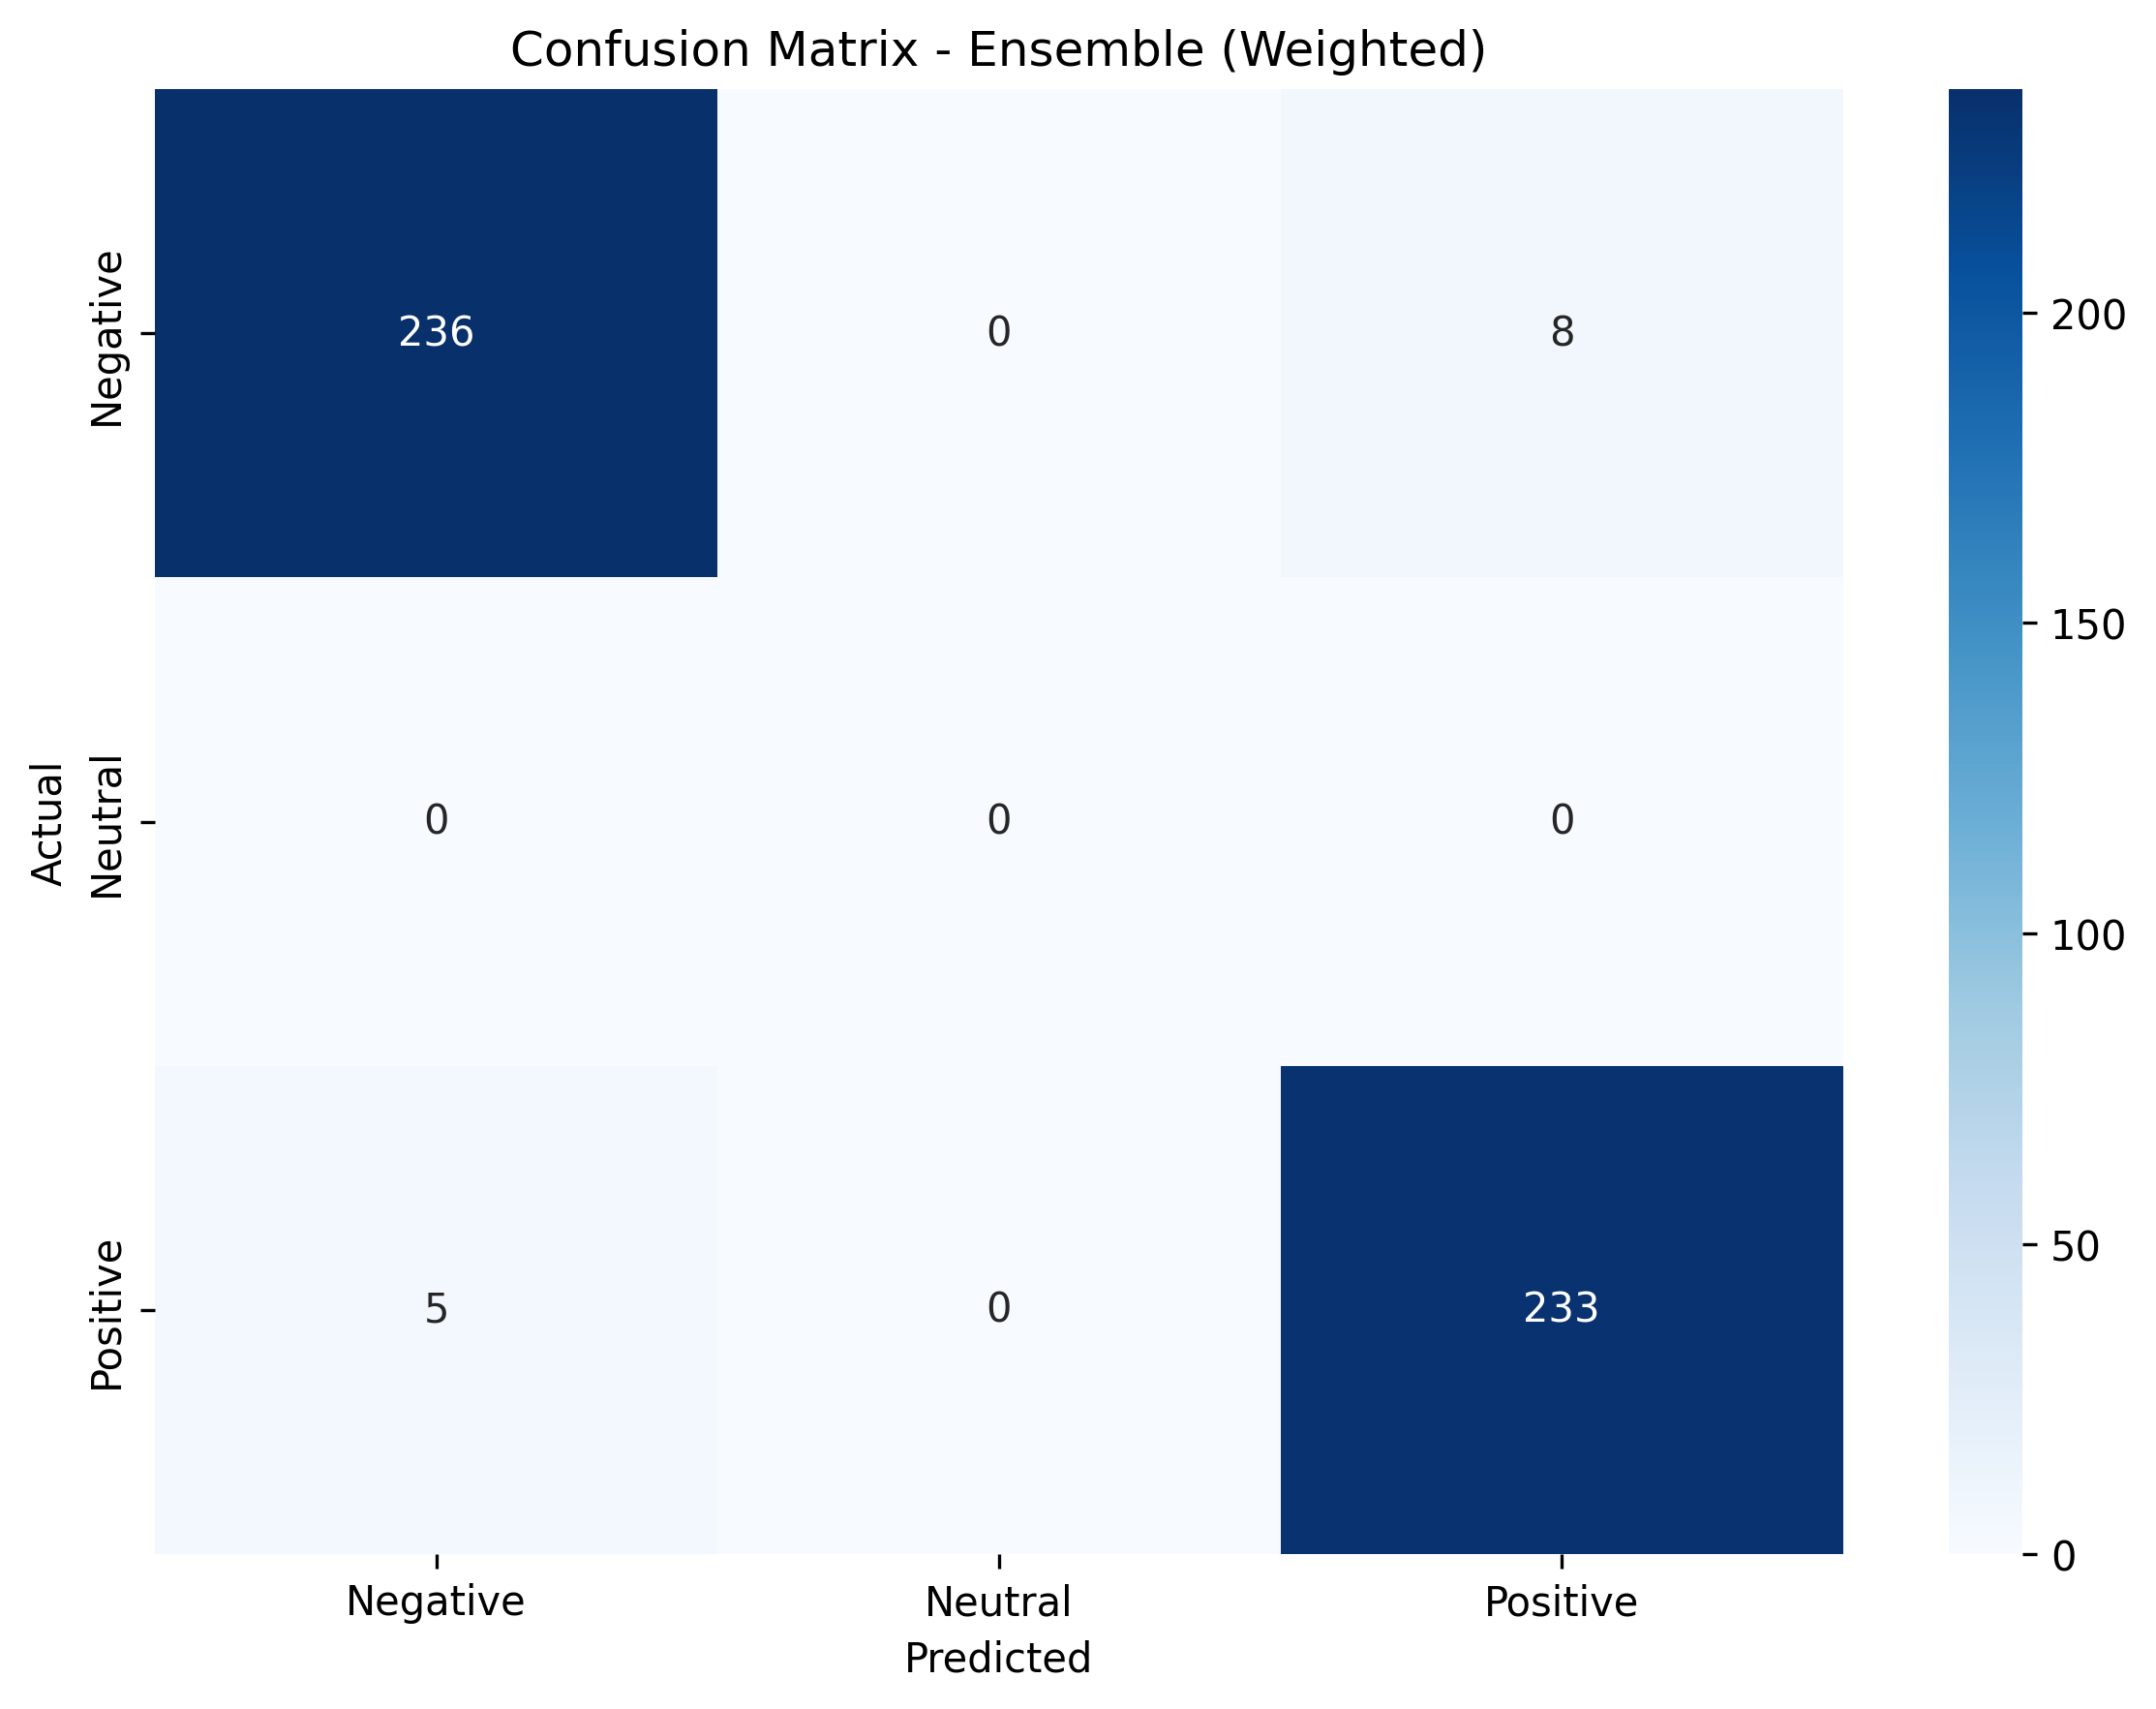 Confusion Matrix - Ensemble (Weighted)
Actual
Negative
236 0 8
Neutral
0 0 0
Positive
5 0 233
Negative Neutral Positive
Predicted
200
150
100
50
0